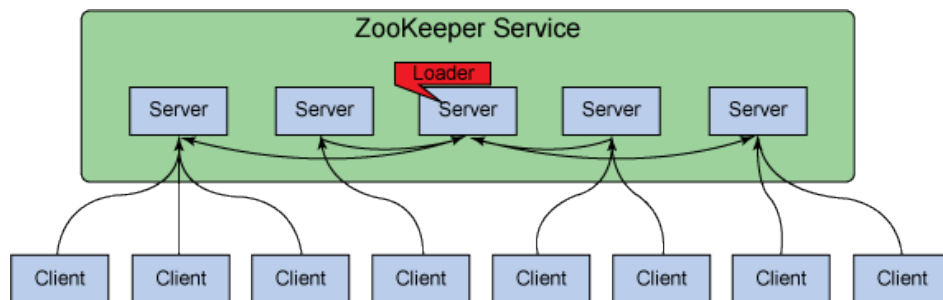 ZooKeeper Service
Loader
Server Server Server Server Server
Client Client Client Client Client Client Client Client